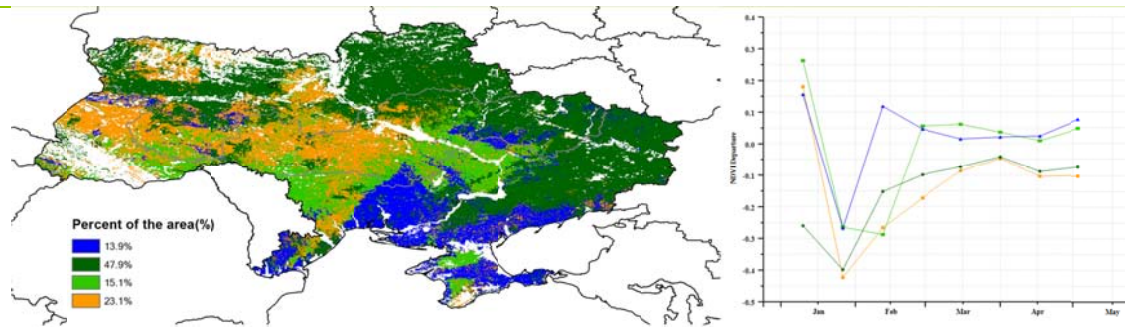 Percent of the area(%)
13.9%
47.9%
15.1%
23.1%
NDVI Departure
0.4
0.3
0.2
0.1
0.0
-0.1
-0.2
-0.3
-0.4
-0.5
Jan
Feb
Mar
Apr
May